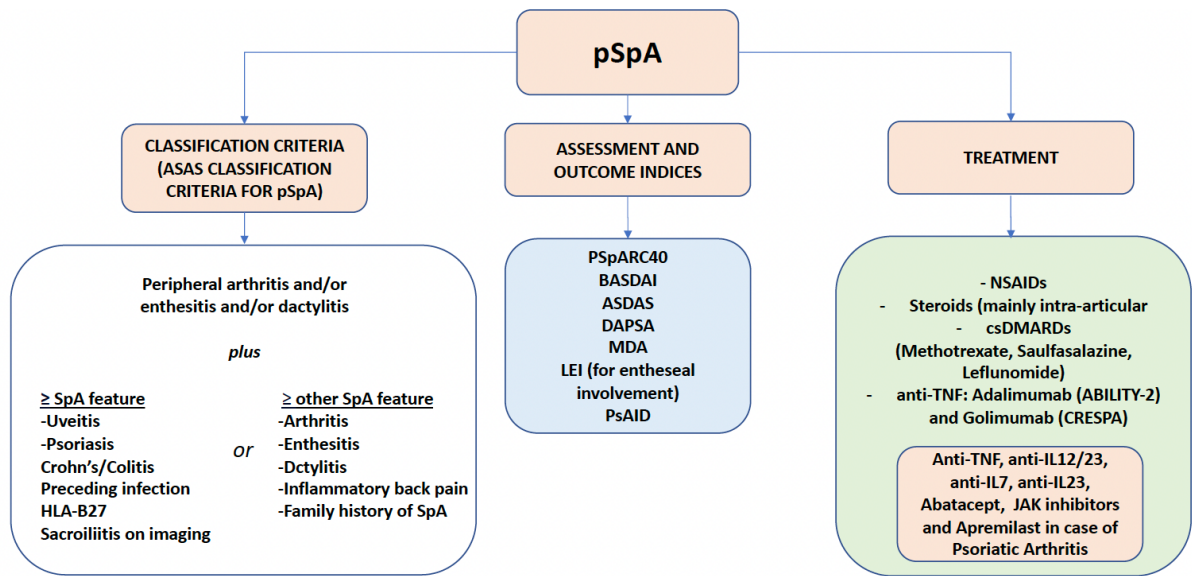 pSpA
CLASSIFICATION CRITERIA
(ASAS CLASSIFICATION
CRITERIA FOR pSpA)
Peripheral arthritis and/or
enthesitis and/or dactylitis
plus
≥ SpA feature
-Uveitis
-Psoriasis
Crohn's/Colitis
Preceding infection
HLA-B27
Sacroiliitis on imaging
or
≥ other SpA feature
-Arthritis
-Enthesitis
-Dctylitis
-Inflammatory back pain
-Family history of SpA
ASSESSMENT AND
OUTCOME INDICES
PSpARC40
BASDAI
ASDAS
DAPSA
MDA
LEI (for entheseal
involvement)
PsAID
TREATMENT
- NSAIDs
- Steroids (mainly intra-articular
- csDMARDs
(Methotrexate, Saulfasalazine,
Leflunomide)
- anti-TNF: Adalimumab (ABILITY-2)
and Golimumab (CRESPA)
Anti-TNF, anti-IL12/23,
anti-IL7, anti-IL23,
Abatacept, JAK inhibitors
and Apremilast in case of
Psoriatic Arthritis